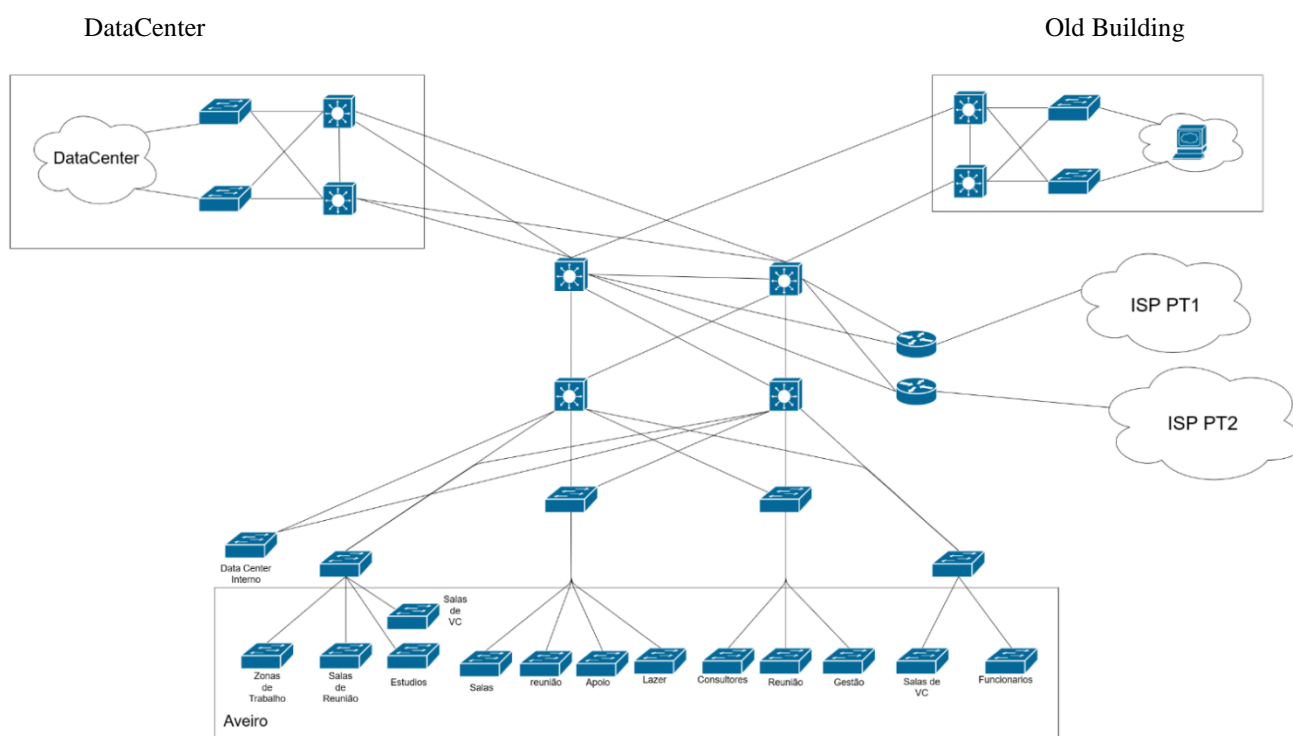 DataCenter
Old Building
DataCenter
ISP PT1
ISP PT2
Data Center
Interno
Salas
de
VC
Zonas
de
Trabalho
Salas
de
Reunião
Estudios
Salas
reunião
Apoio
Lazer
Consultores
Reunião
Gestão
Salas de
VC
Funcionarios
Aveiro